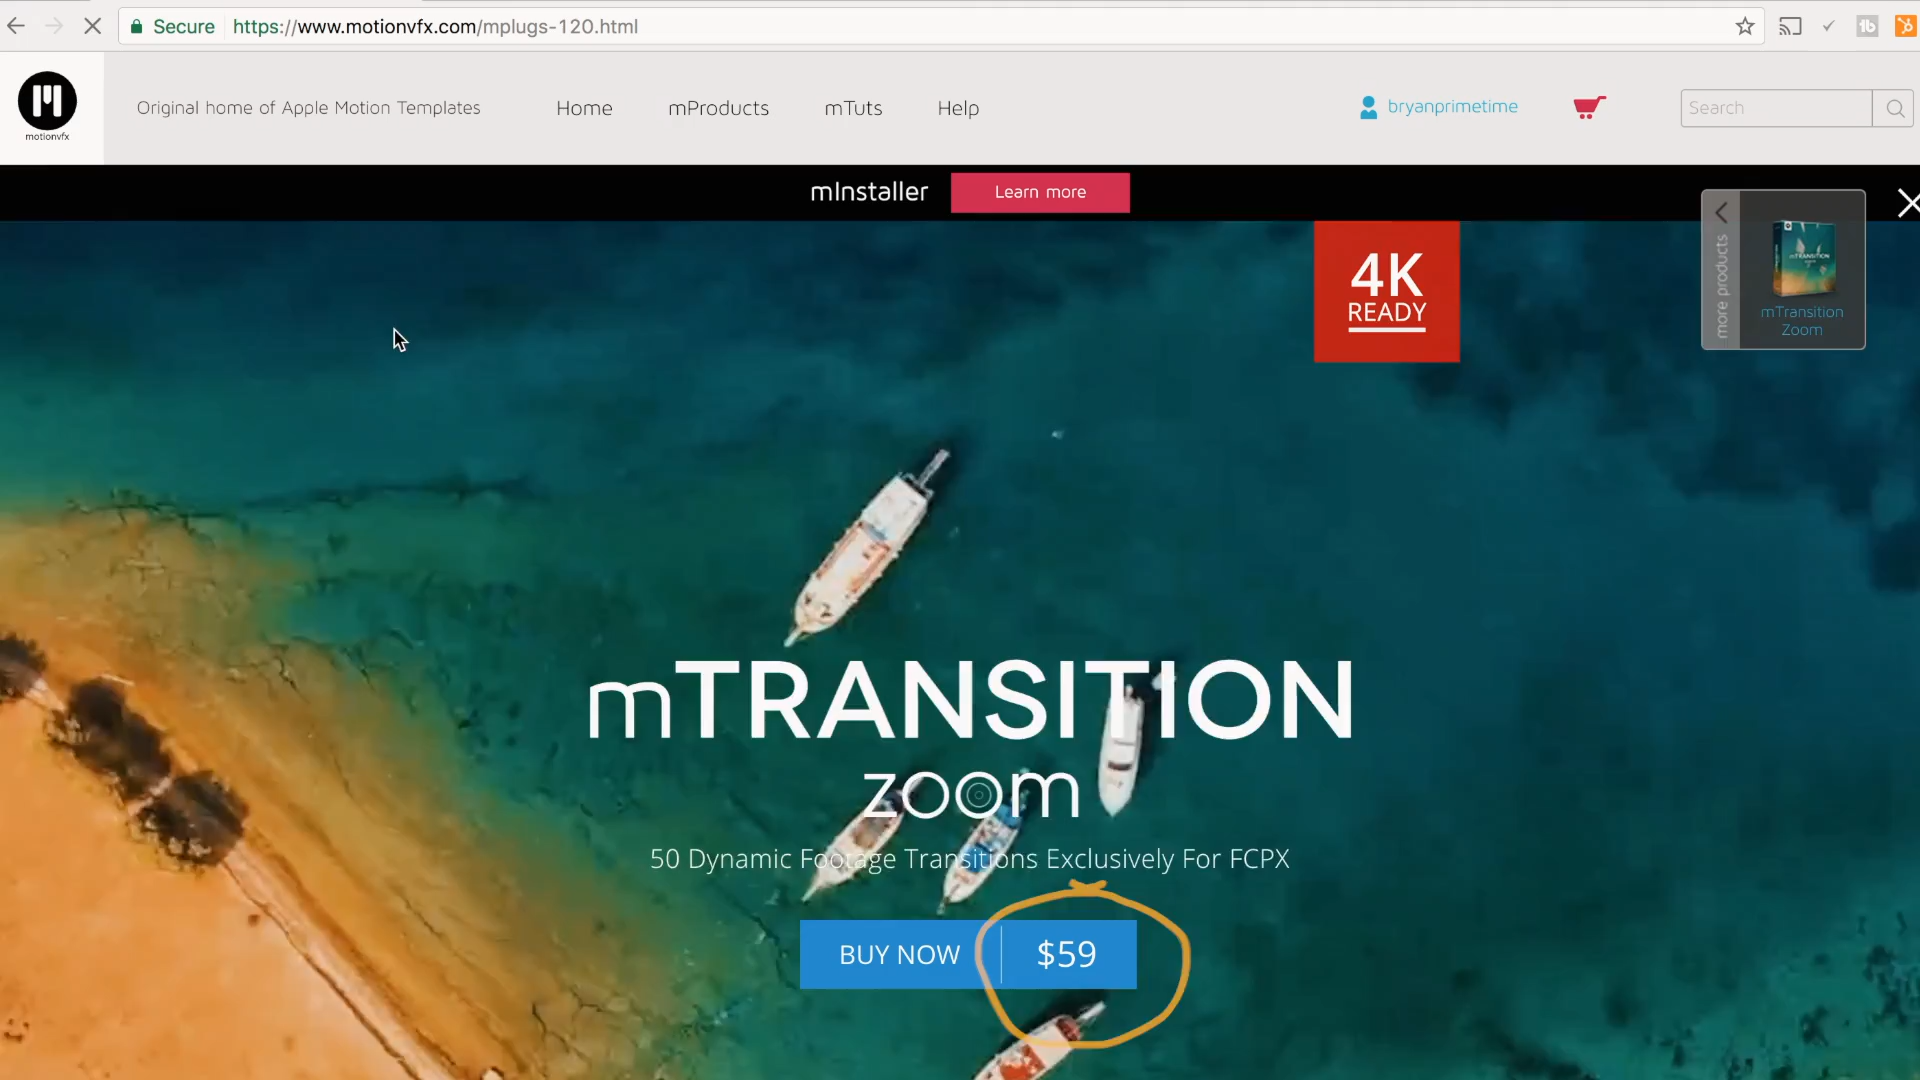 Secure https://www.motionvfx.com/mplugs-120.html
motionvfx
Original home of Apple Motion Templates
Home
mProducts
mTuts
Help
bryanprimetime
Search
mInstaller
Learn more
4K
READY
more products
mTRANSITION
mTransition
Zoom
mTRANSITION
zoom
50 Dynamic Footage Transitions Exclusively For FCPX
BUY NOW
$59